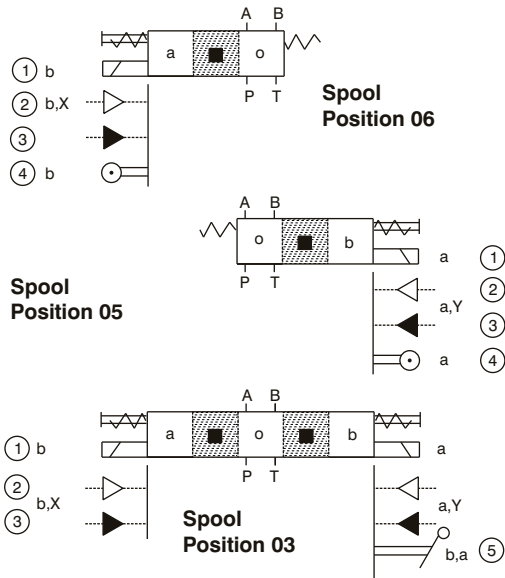 A B
a o
① b
P T
② b,X
Spool
Position 06
③
④ b
A B
o b
a ①
P T
②
Spool
Position 05
a,Y
③
a ④
A B
a o b
① b a
P T
②
b,X a,Y
③
Spool
Position 03
b,a ⑤